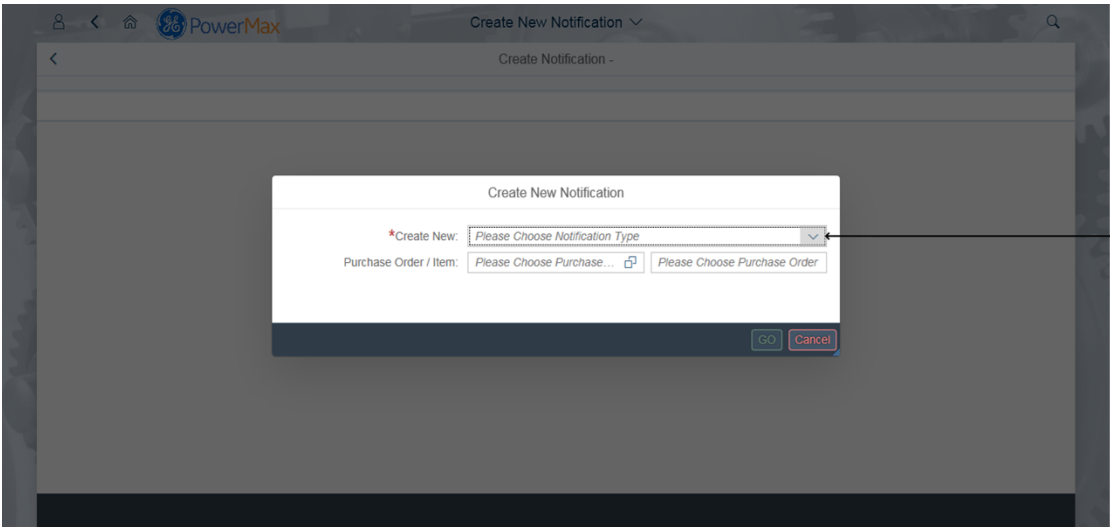 PowerMax
Create New Notification
Create Notification -
Create New Notification
*Create New: Please Choose Notification Type
Purchase Order / Item: Please Choose Purchase... Please Choose Purchase Order
GO Cancel